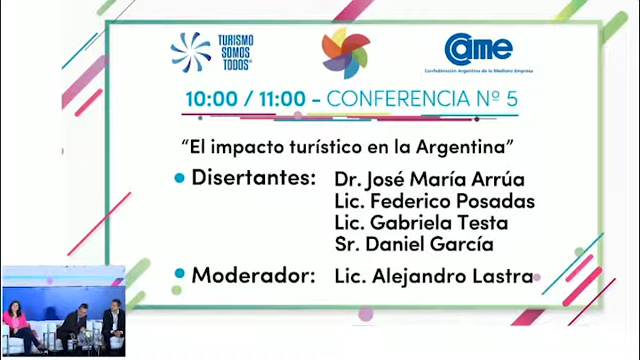 TURISMO
SOMOS
TODOS
came
Confederación Argentina de la Mediana Empresa
10:00 / 11:00 – CONFERENCIA Nº 5
“El impacto turístico en la Argentina”
Disertantes: Dr. José María Arrúa
Lic. Federico Posadas
Lic. Gabriela Testa
Sr. Daniel García
Moderador: Lic. Alejandro Lastra